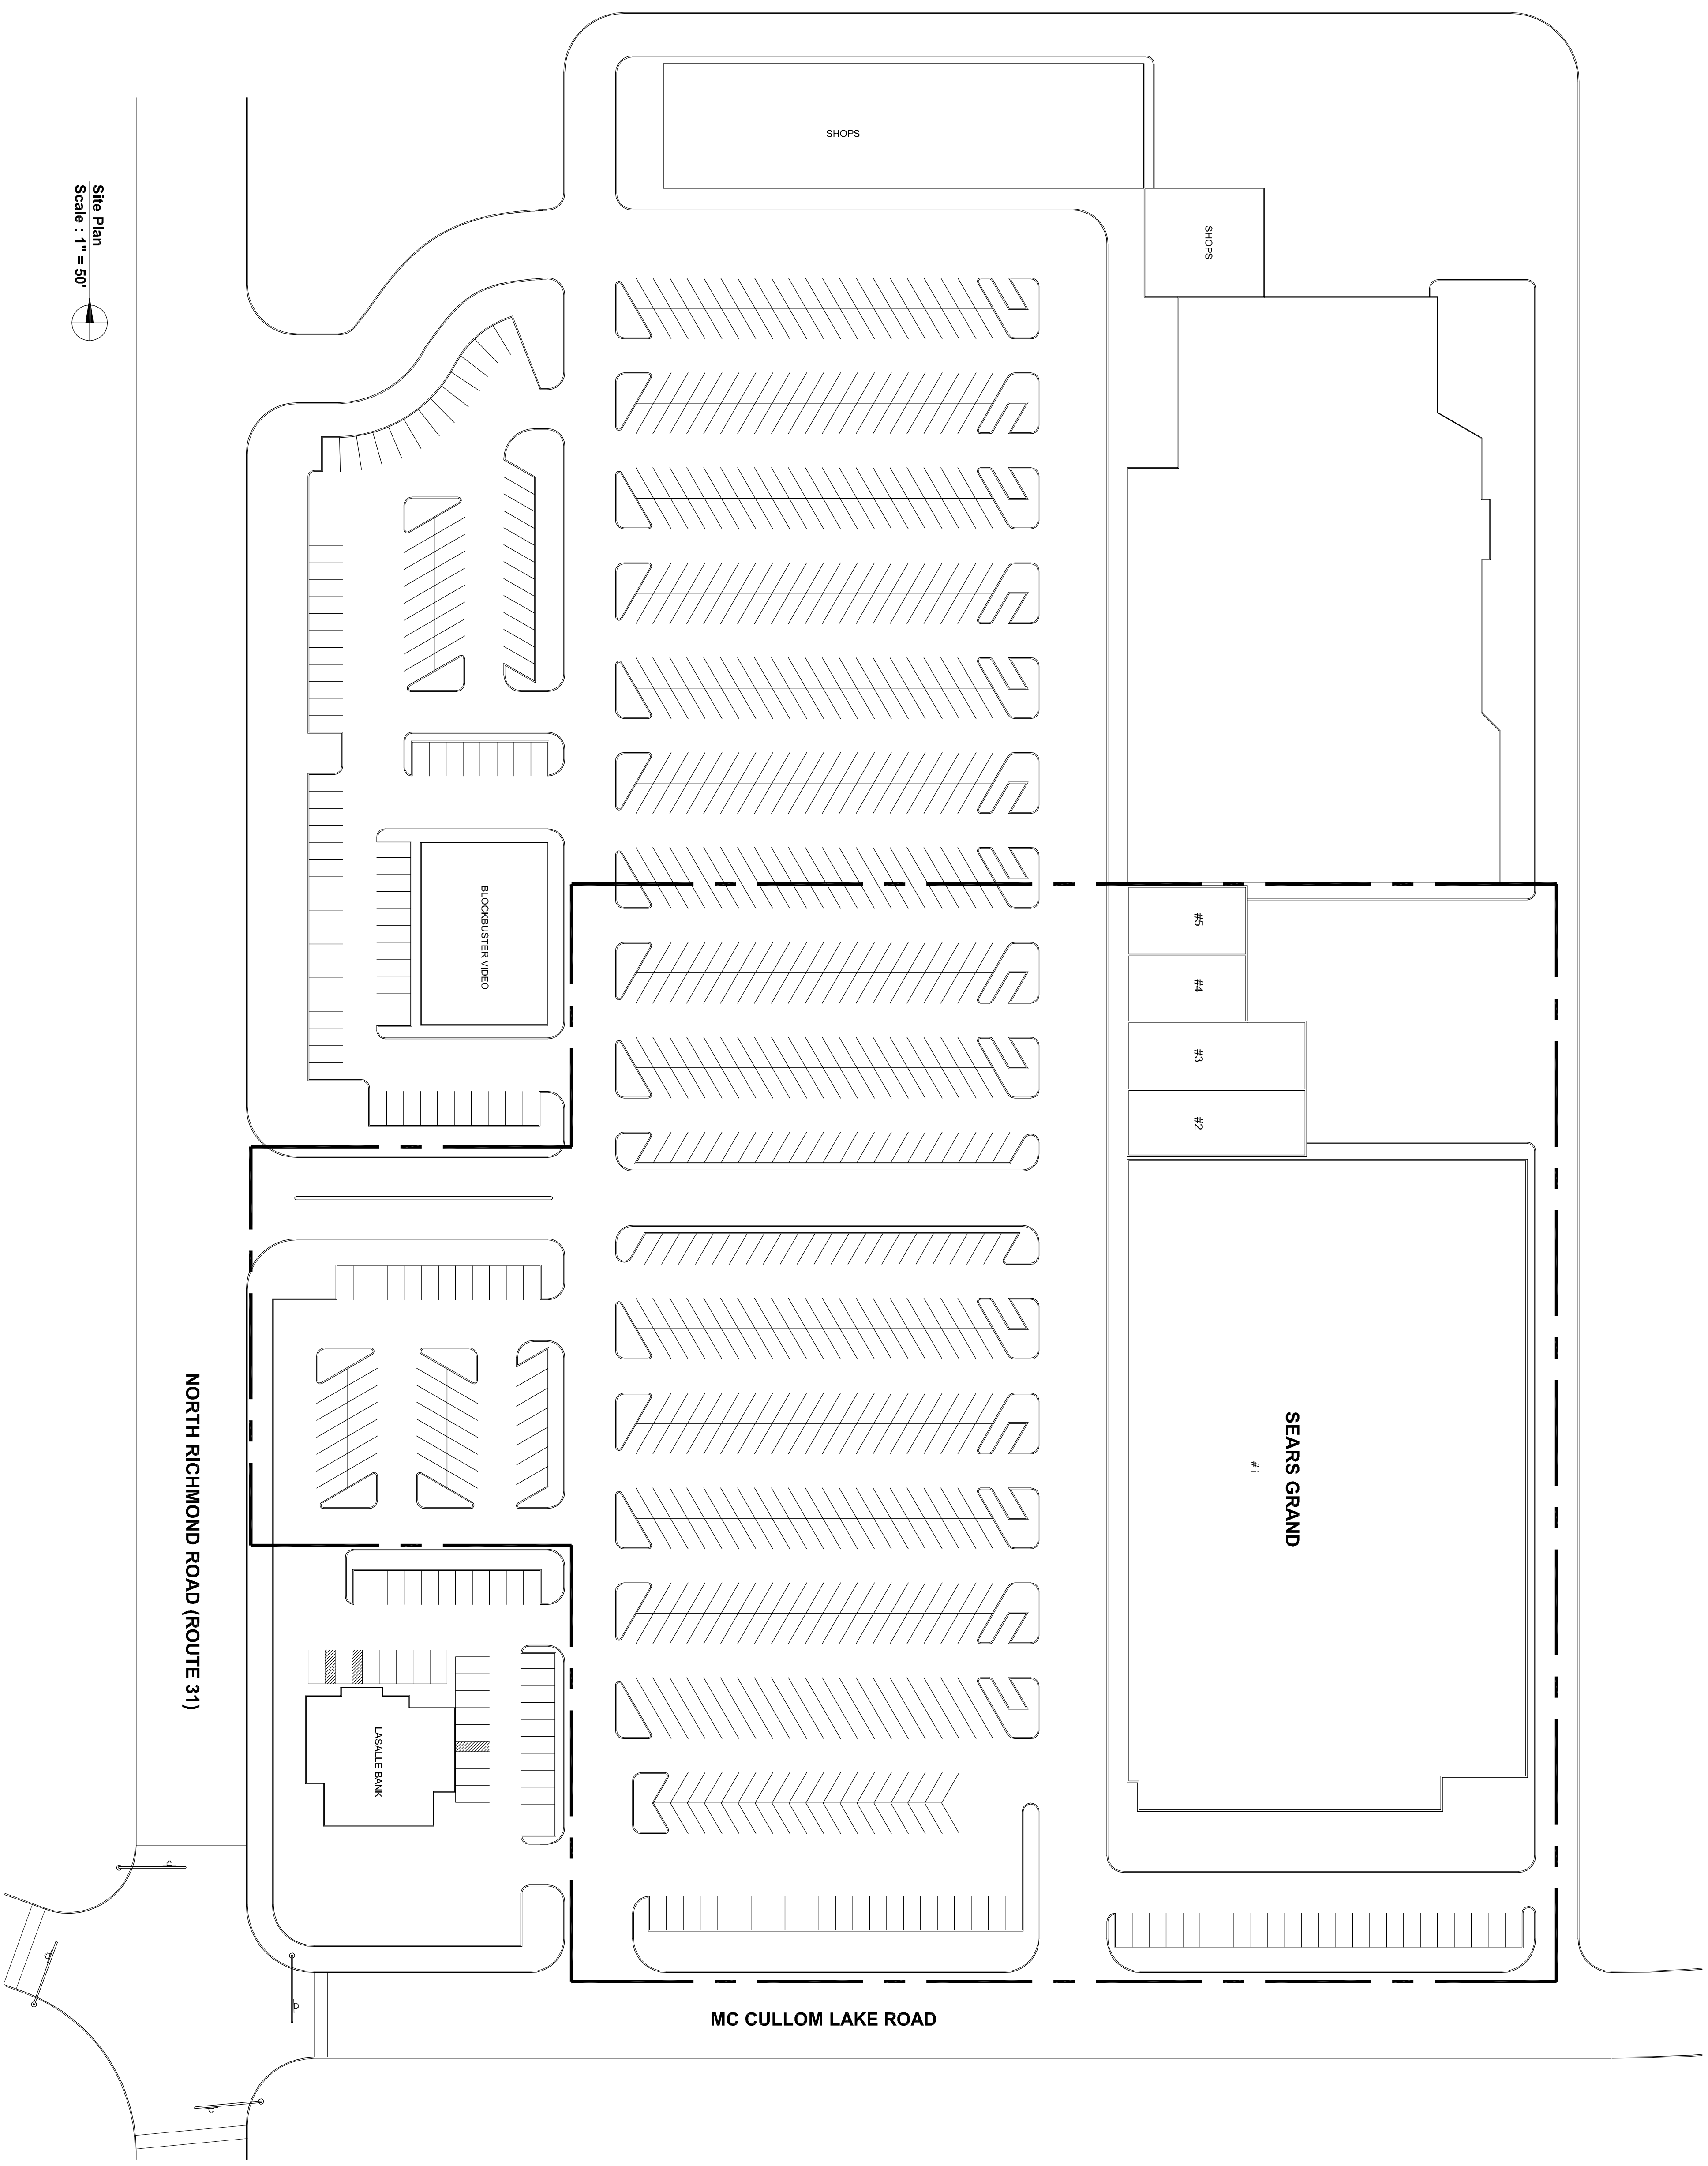 SHOPS
SHOPS
Site Plan
Scale : 1" = 50'
BLOCKBUSTER VIDEO
#5
#4
#3
#2
SEARS GRAND
#1
NORTH RICHMOND ROAD (ROUTE 31)
LASALLE BANK
MC CULLOM LAKE ROAD